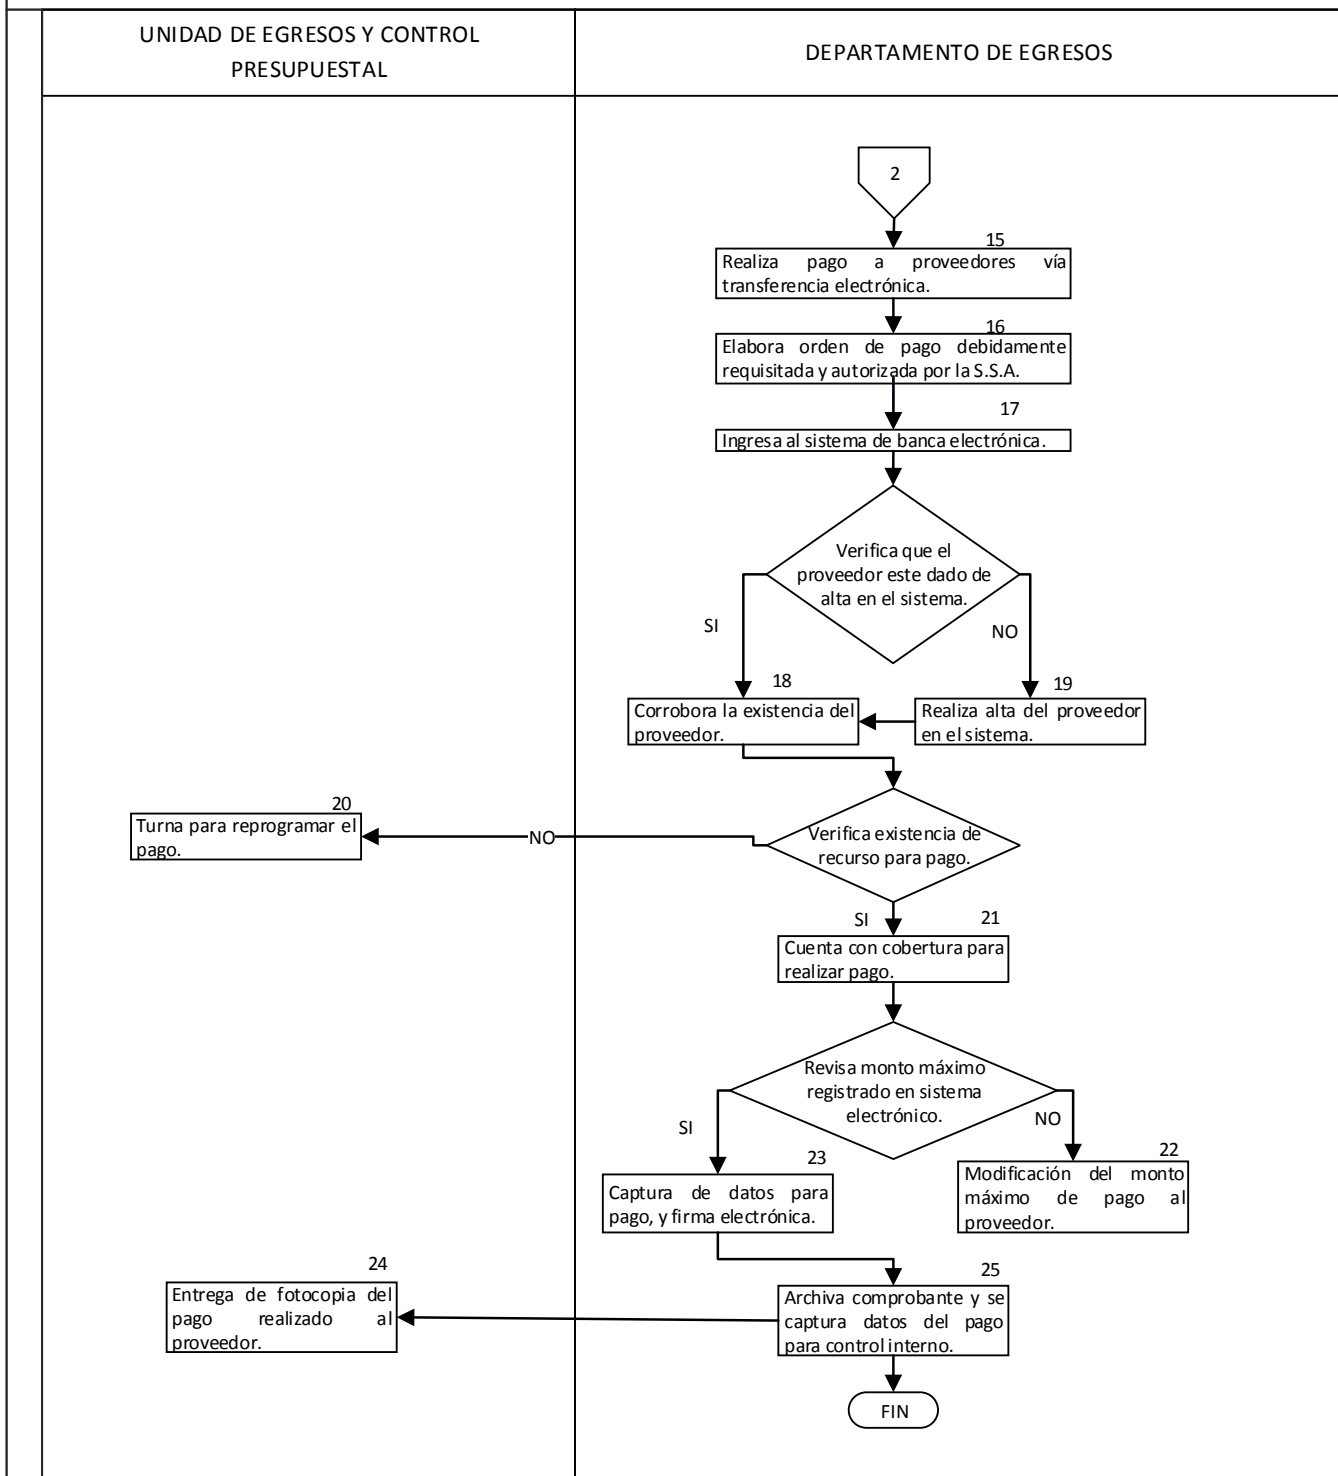 UNIDAD DE EGRESOS Y CONTROL
PRESUPUESTAL
DEPARTAMENTO DE EGRESOS
2
15
Realiza pago a proveedores vía
transferencia electrónica.
16
Elabora orden de pago debidamente
requisitada y autorizada por la S.S.A.
17
Ingresa al sistema de banca electrónica.
Verifica que el
proveedor este dado de
alta en el sistema.
SI
NO
18
Corrobora la existencia del
proveedor.
19
Realiza alta del proveedor
en el sistema.
20
Turna para reprogramar el
pago.
NO
Verifica existencia de
recurso para pago.
SI
21
Cuenta con cobertura para
realizar pago.
Revisa monto máximo
registrado en sistema
electrónico.
SI
NO
23
Captura de datos para
pago, y firma electrónica.
22
Modificación del monto
máximo de pago al
proveedor.
24
Entrega de fotocopia del
pago realizado al
proveedor.
25
Archiva comprobante y se
captura datos del pago
para control interno.
FIN